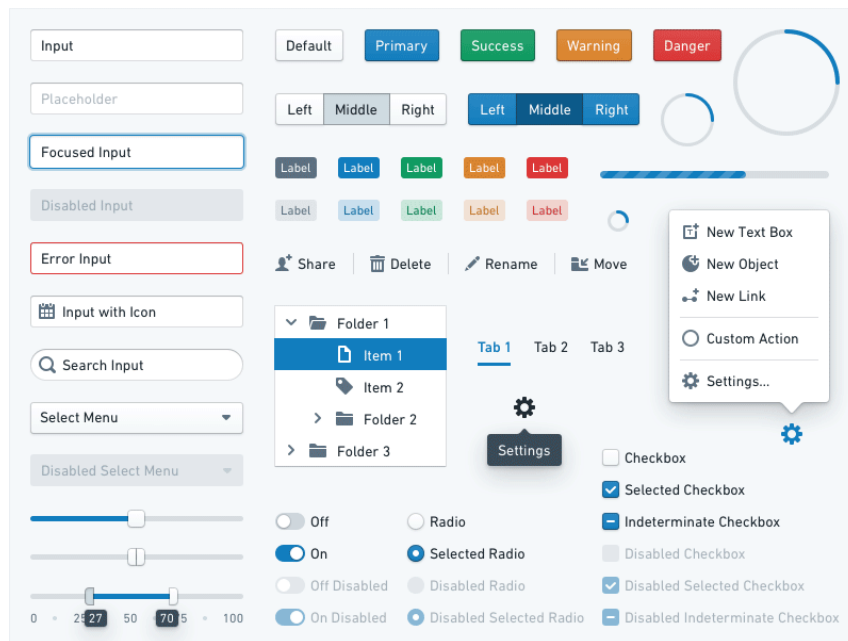 Input
Placeholder
Focused Input
Disabled Input
Error Input
Input with Icon
Search Input
Select Menu
Disabled Select Menu
0 25 27 50 70 5 100
Default Primary Success Warning Danger
Left Middle Right
Left Middle Right
Label Label Label Label Label
Label Label Label Label Label
Share Delete Rename Move
Folder 1
Item 1
Item 2
Folder 2
Folder 3
Tab 1 Tab 2 Tab 3
Settings
New Text Box
New Object
New Link
Custom Action
Settings...
Off
On
Off Disabled
On Disabled
Radio
Selected Radio
Disabled Radio
Disabled Selected Radio
Checkbox
Selected Checkbox
Indeterminate Checkbox
Disabled Checkbox
Disabled Selected Checkbox
Disabled Indeterminate Checkbox